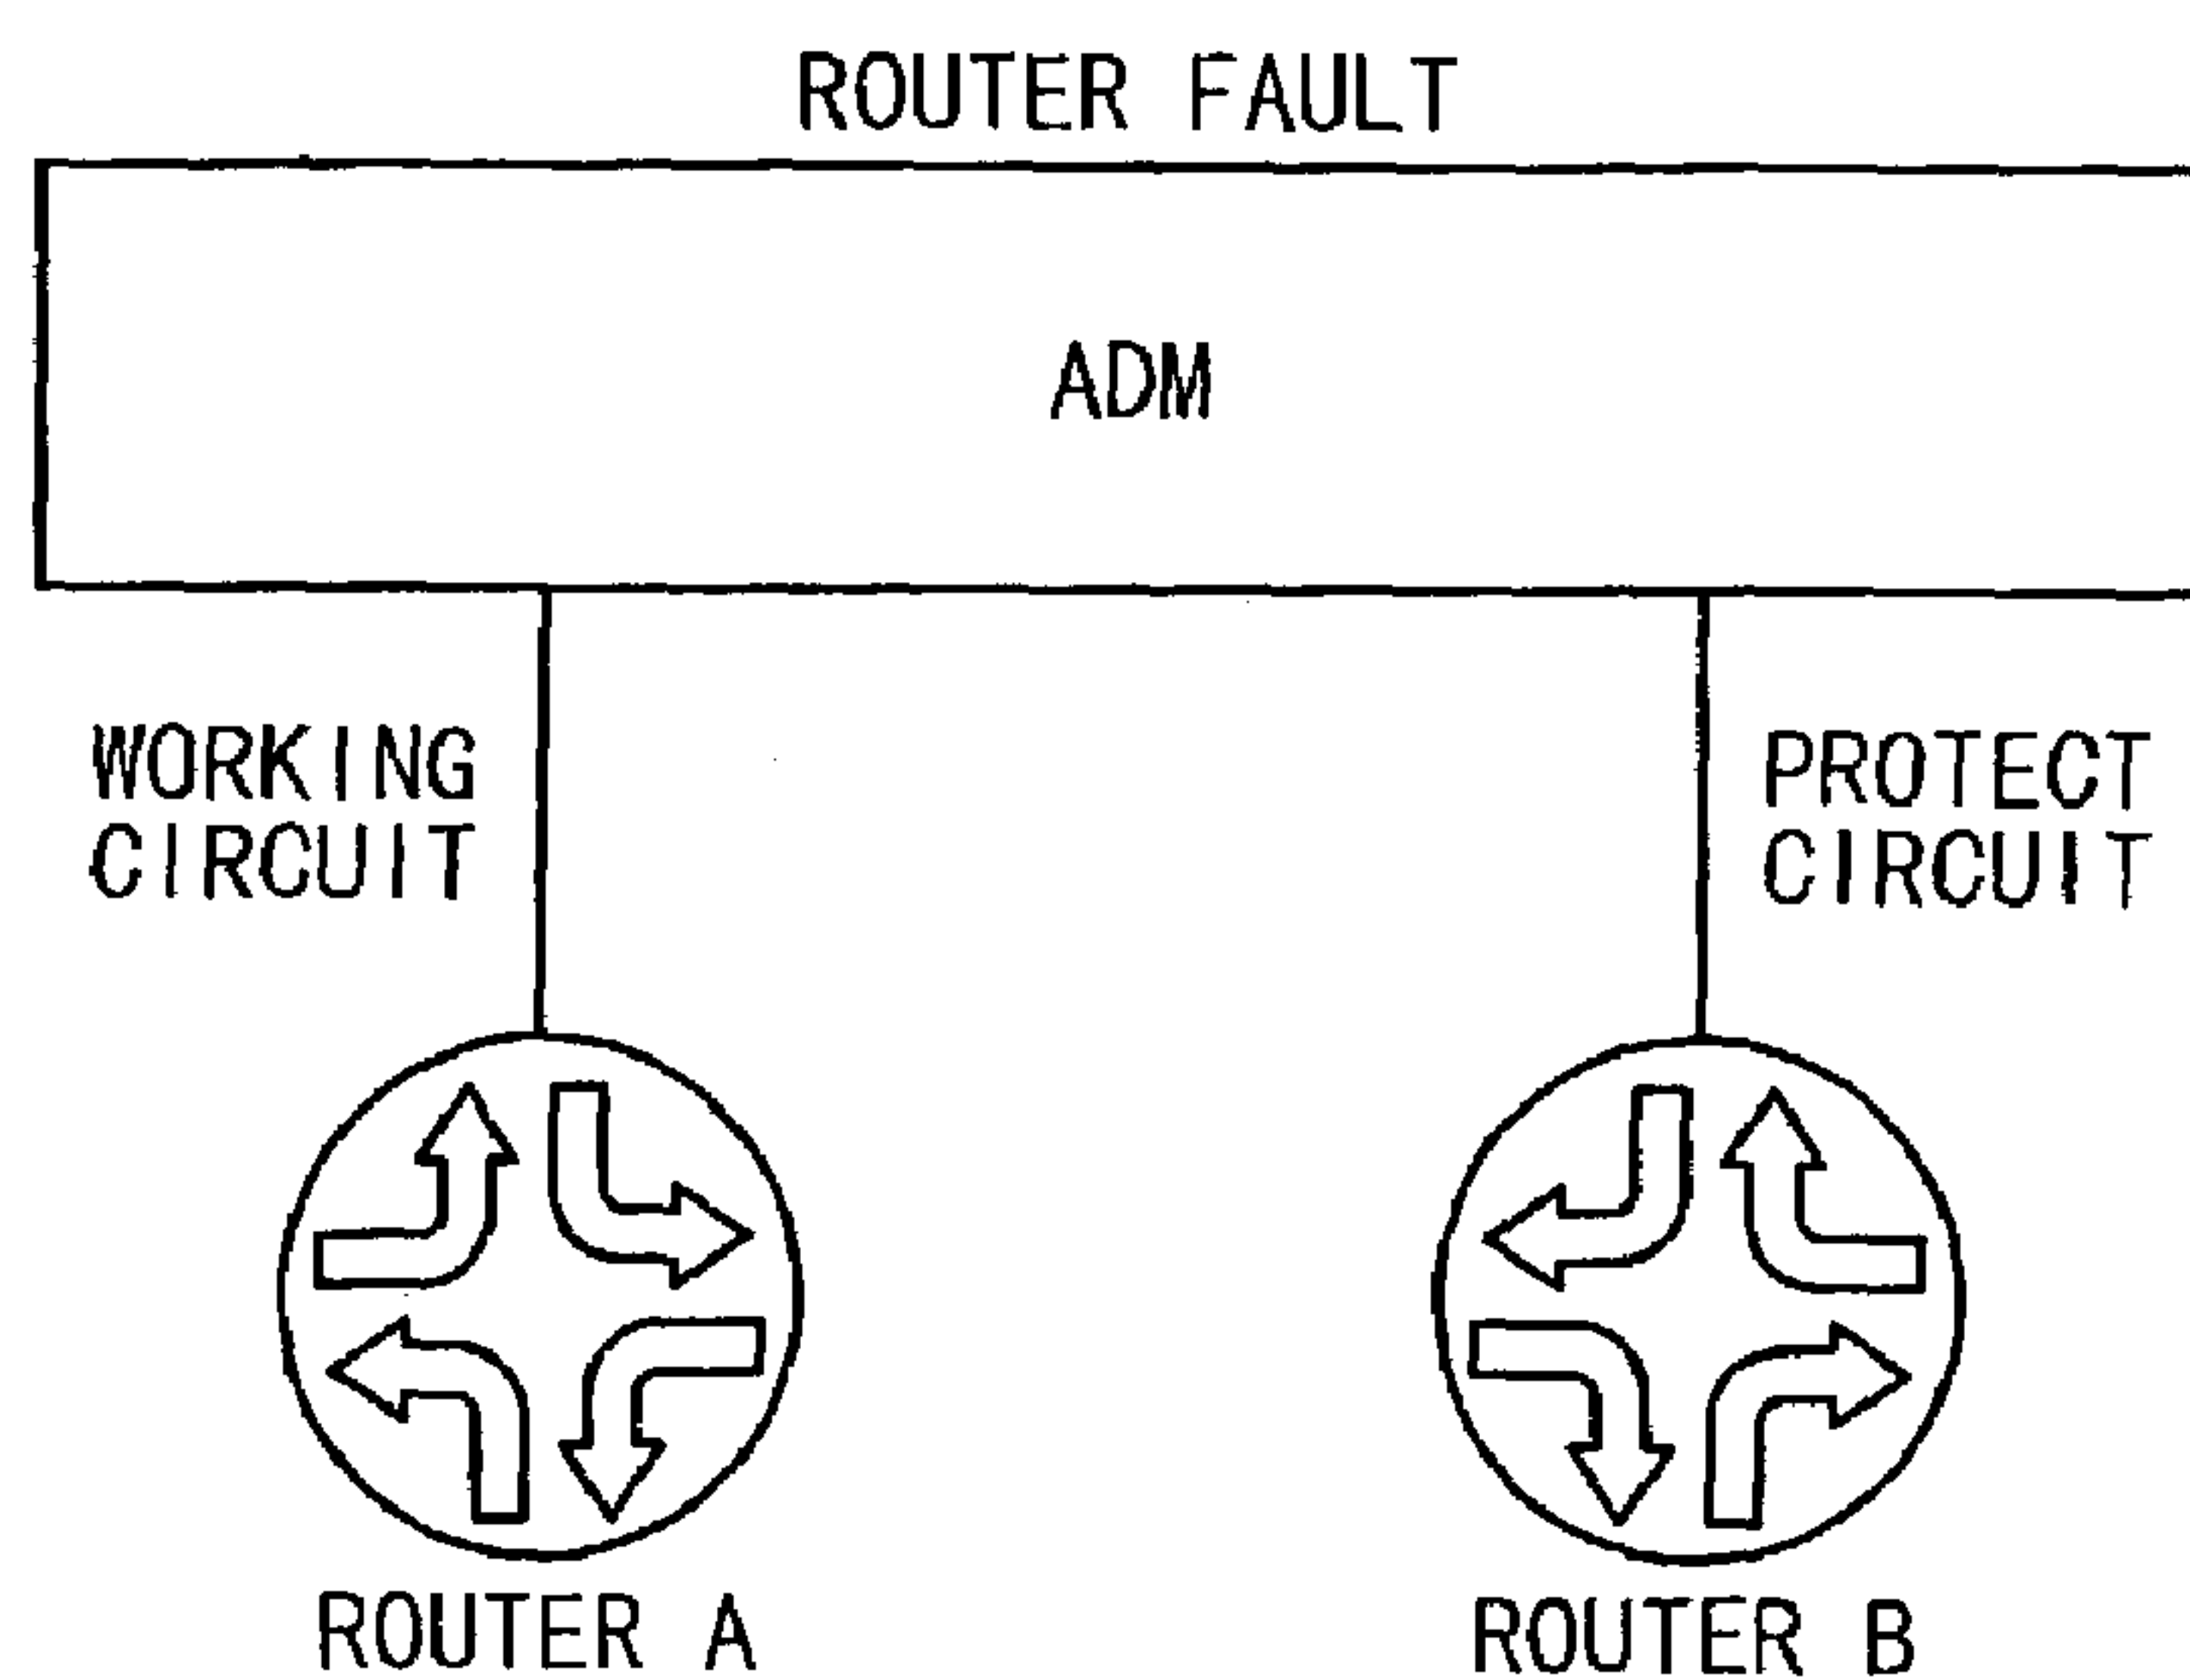 ROUTER FAULT
ADM
WORKING
CIRCUIT
PROTECT
CIRCUIT
ROUTER A
ROUTER B